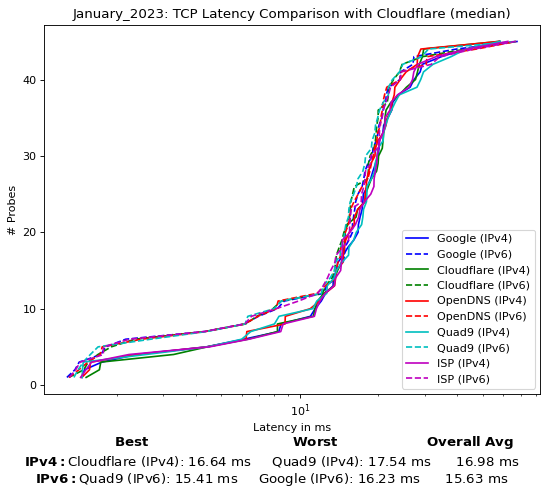 January_2023: TCP Latency Comparison with Cloudflare (median)
# Probes
40
30
20
10
0
Google (IPv4)
Google (IPv6)
Cloudflare (IPv4)
Cloudflare (IPv6)
OpenDNS (IPv4)
OpenDNS (IPv6)
Quad9 (IPv4)
Quad9 (IPv6)
ISP (IPv4)
ISP (IPv6)
10¹
Latency in ms
Best Worst Overall Avg
IPv4: Cloudflare (IPv4): 16.64 ms Quad9 (IPv4): 17.54 ms 16.98 ms
IPv6: Quad9 (IPv6): 15.41 ms Google (IPv6): 16.23 ms 15.63 ms